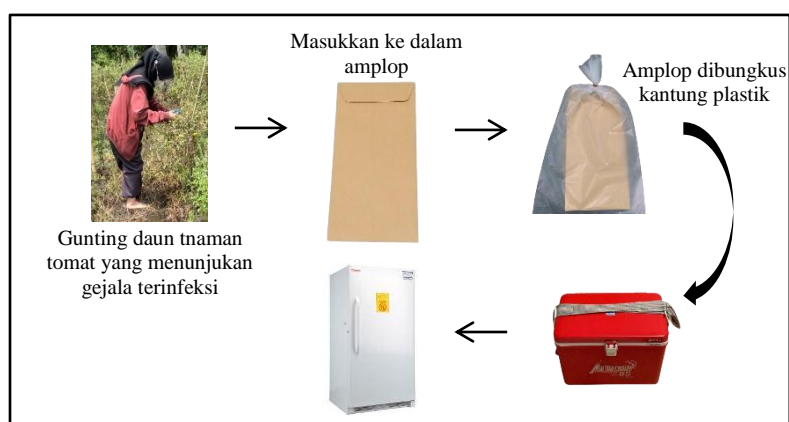 Masukkan ke dalam
amplop
Amplop dibungkus
kantung plastik
Gunting daun tnaman
tomat yang menunjukan
gejala terinfeksi